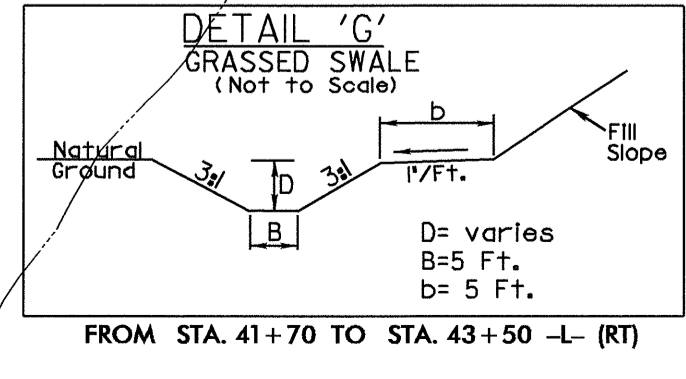 DETAIL 'G'
GRASSED SWALE
(Not to Scale)
b
Natural
Ground
3:1
D
3:1
1"/Ft.
Fill
Slope
B
D= varies
B=5 Ft.
b= 5 Ft.
FROM STA. 41+70 TO STA. 43+50 -L- (RT)